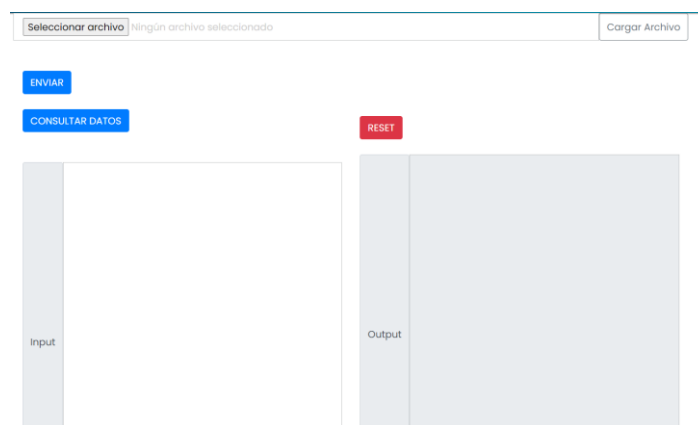 Seleccionar archivo Ningún archivo seleccionado Cargar Archivo
ENVIAR
CONSULTAR DATOS
RESET
Input
Output